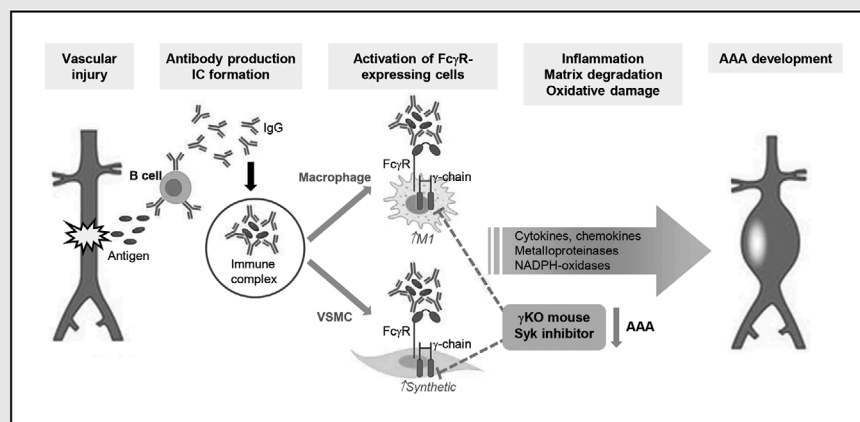 Vascular
injury
Antibody production
IC formation
Activation of FcγR-
expressing cells
Inflammation
Matrix degradation
Oxidative damage
AAA development
IgG
B cell
Antigen
Immune
complex
Macrophage
FcγR
γ-chain
↑M1
VSMC
FcγR
γ-chain
↑Synthetic
Cytokines, chemokines
Metalloproteinases
NADPH-oxidases
γKO mouse
Syk inhibitor
AAA